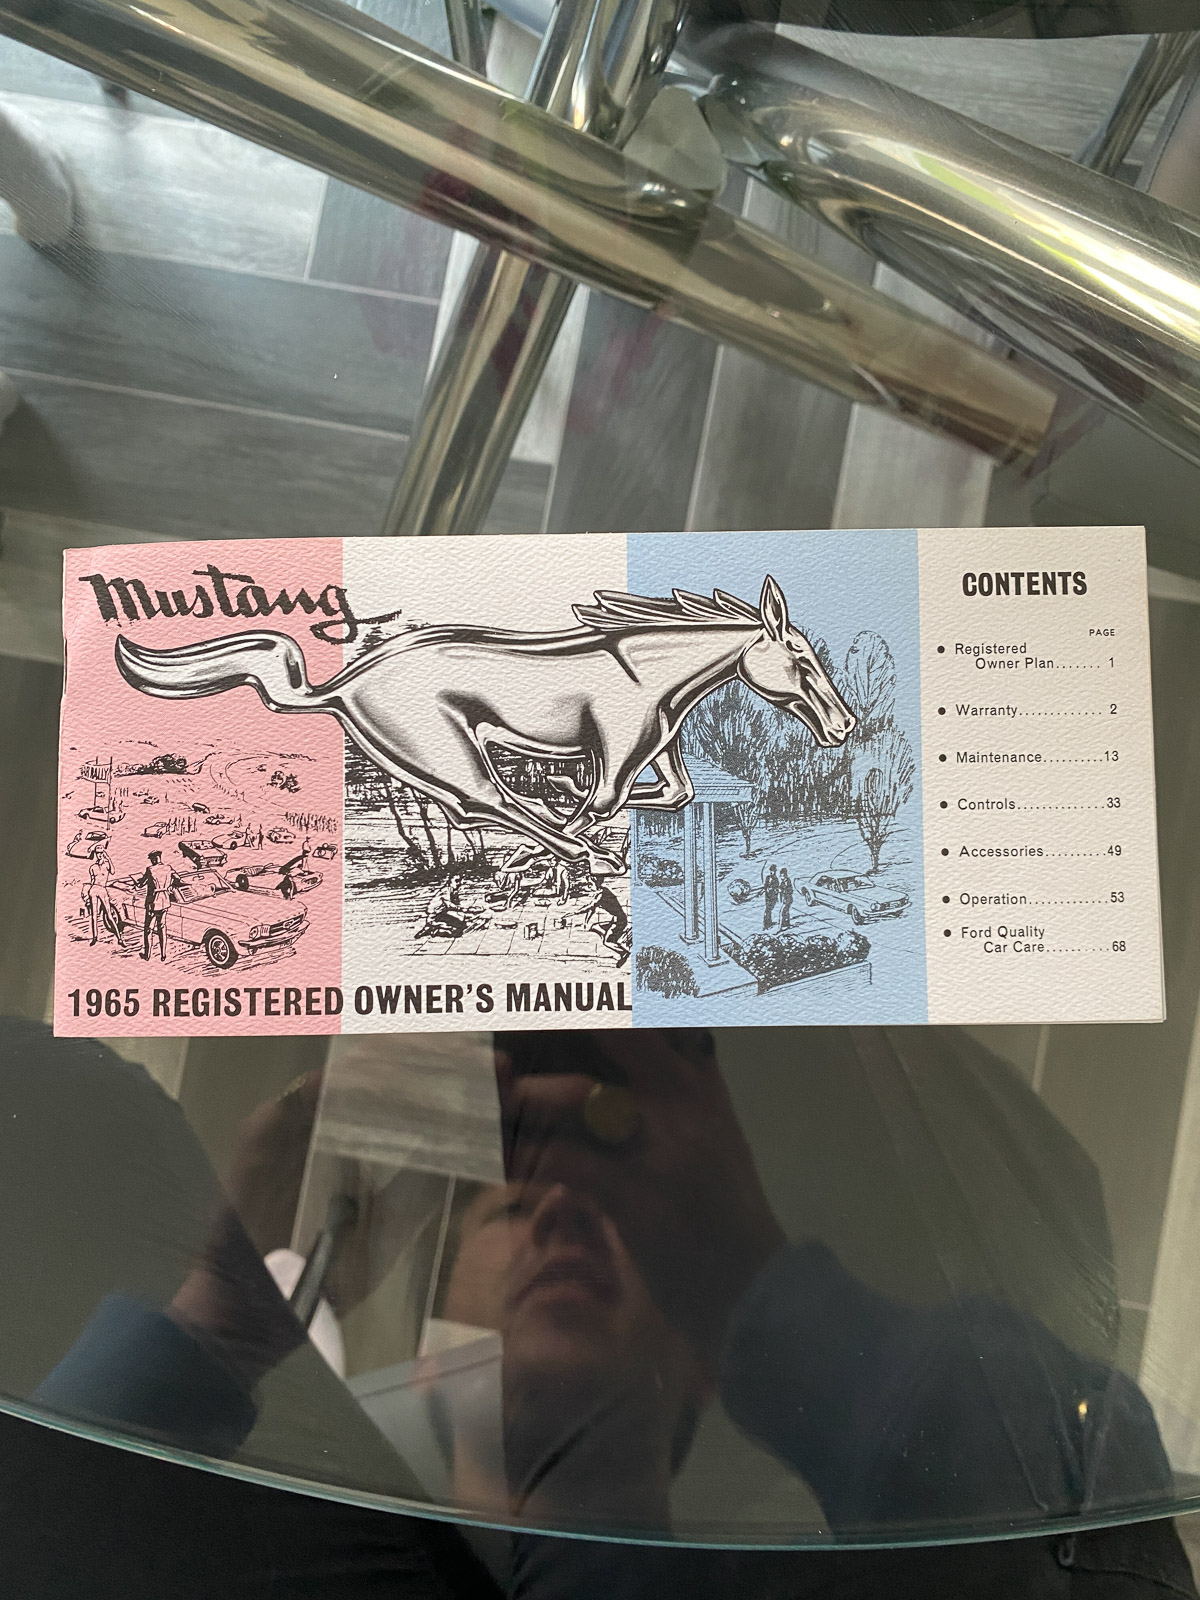 Mustang
1965 REGISTERED OWNER'S MANUAL
CONTENTS
PAGE
● Registered
Owner Plan....... 1
● Warranty............. 2
● Maintenance..........13
● Controls..............33
● Accessories..........49
● Operation.............53
● Ford Quality
Car Care..........68
RALLY